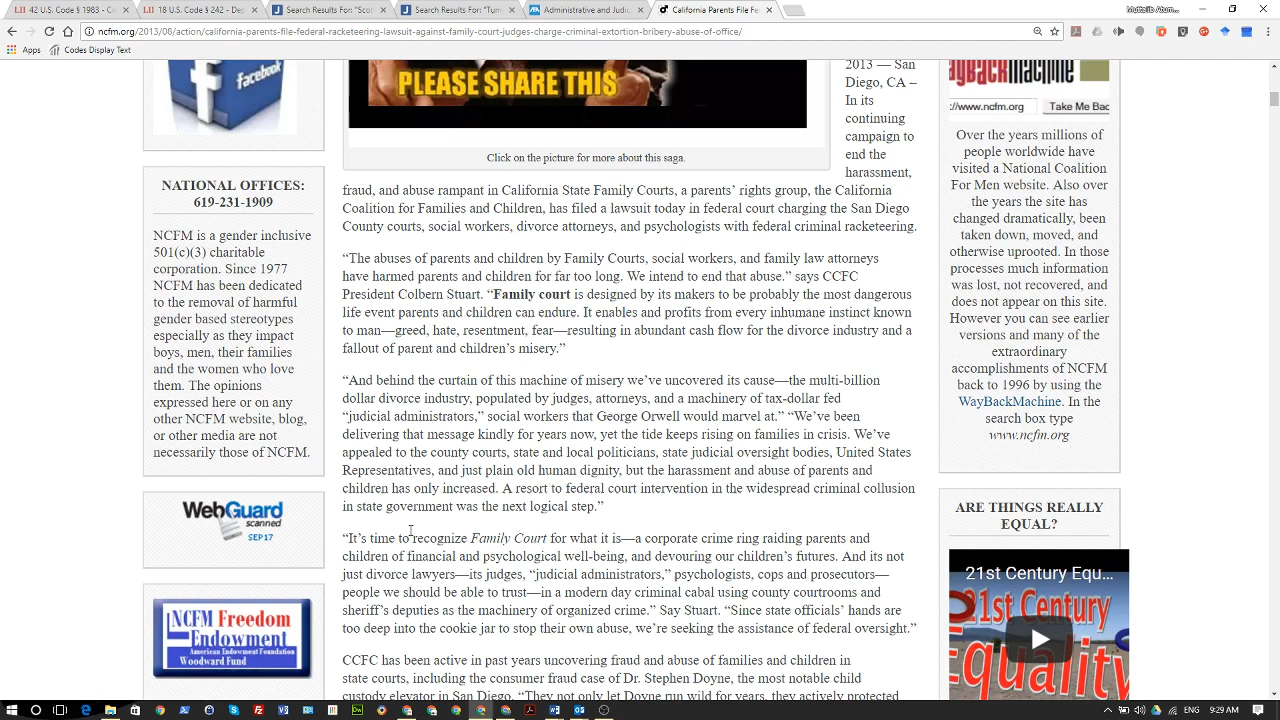 42 U.S. Code § 1983 - Civ
18 U.S. Code § 242 - Dep
Search Results For: "Scot
Search Results For: "Tum
Administrative and Judic
California Parents File Fe
ncfm.org/2013/08/action/california-parents-file-federal-racketeering-lawsuit-against-family-court-judges-charge-criminal-extortion-bribery-abuse-of-office/
Apps
Codes Display Text
facebook
NATIONAL OFFICES:
619-231-1909
NCFM is a gender inclusive
501(c)(3) charitable
corporation. Since 1977
NCFM has been dedicated
to the removal of harmful
gender based stereotypes
especially as they impact
boys, men, their families
and the women who love
them. The opinions
expressed here or on any
other NCFM website, blog,
or other media are not
necessarily those of NCFM.
WebGuard
scanned
SEP17
NCFM Freedom
Endowment
American Endowment Foundation
Woodward Fund
PLEASE SHARE THIS
Click on the picture for more about this saga.
2013 — San
Diego, CA –
In its
continuing
campaign to
end the
harassment,
fraud, and abuse rampant in California State Family Courts, a parents’ rights group, the California
Coalition for Families and Children, has filed a lawsuit today in federal court charging the San Diego
County courts, social workers, divorce attorneys, and psychologists with federal criminal racketeering.
“The abuses of parents and children by Family Courts, social workers, and family law attorneys
have harmed parents and children for far too long. We intend to end that abuse.” says CCFC
President Colbern Stuart. “Family court is designed by its makers to be probably the most dangerous
life event parents and children can endure. It enables and profits from every inhumane instinct known
to man—greed, hate, resentment, fear—resulting in abundant cash flow for the divorce industry and a
fallout of parent and children’s misery.”
“And behind the curtain of this machine of misery we’ve uncovered its cause—the multi-billion
dollar divorce industry, populated by judges, attorneys, and a machinery of tax-dollar fed
“judicial administrators,” social workers that George Orwell would marvel at.” “We’ve been
delivering that message kindly for years now, yet the tide keeps rising on families in crisis. We’ve
appealed to the county courts, state and local politicians, state judicial oversight bodies, United States
Representatives, and just plain old human dignity, but the harassment and abuse of parents and
children has only increased. A resort to federal court intervention in the widespread criminal collusion
in state government was the next logical step.”
“It’s time to recognize Family Court for what it is—a corporate crime ring raiding parents and
children of financial and psychological well-being, and devouring our children’s futures. And its not
just divorce lawyers—its judges, “judicial administrators,” psychologists, cops and prosecutors—
people we should be able to trust—in a modern day criminal cabal using county courtrooms and
sheriff’s deputies as the machinery of organized crime.” Say Stuart. “Since state officials’ hands are
too deep into the cookie jar to stop their own abuse, we’re seeking the assistance of federal oversight.”
CCFC has been active in past years uncovering fraud and abuse of families and children in
state courts, including the consumer fraud case of Dr. Stephen Doyne, the most notable child
custody elevator in San Diego. “They not only let Doyne run wild for years, they actively protected
://www.ncfm.org
Take Me Bac
Over the years millions of
people worldwide have
visited a National Coalition
For Men website. Also over
the years the site has
changed dramatically, been
taken down, moved, and
otherwise uprooted. In those
processes much information
was lost, not recovered, and
does not appear on this site.
However you can see earlier
versions and many of the
extraordinary
accomplishments of NCFM
back to 1996 by using the
WayBackMachine. In the
search box type
www.ncfm.org
ARE THINGS REALLY
EQUAL?
21st Century Equ...
21st Century
Equality
9:29 AM